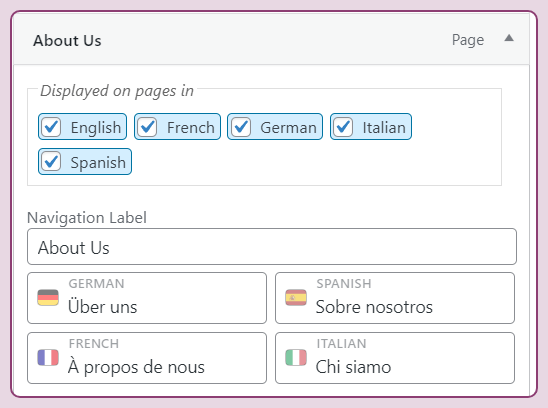 About Us
Page
Displayed on pages in
English French German Italian
Spanish
Navigation Label
About Us
GERMAN
Über uns
SPANISH
Sobre nosotros
FRENCH
À propos de nous
ITALIAN
Chi siamo